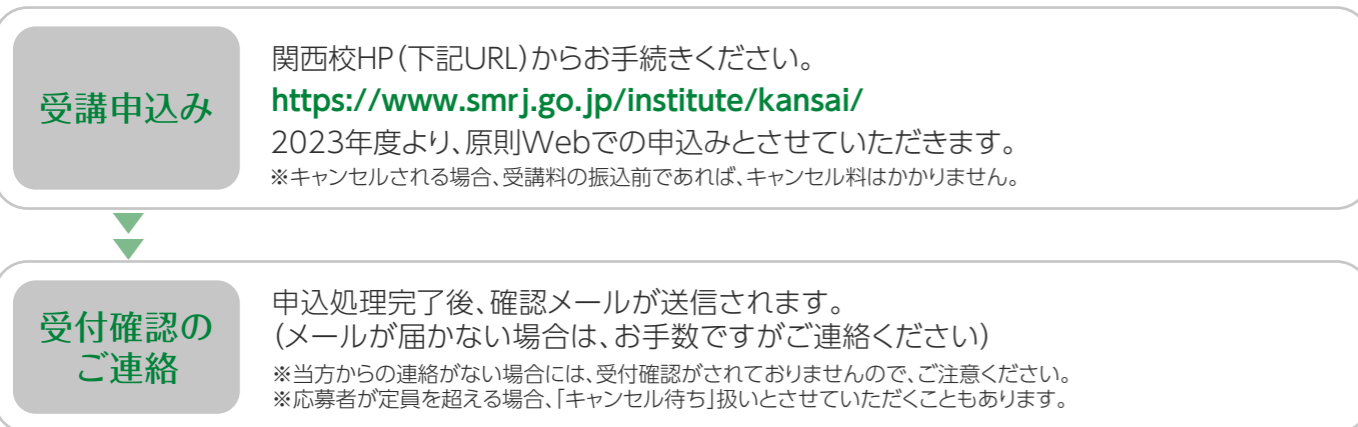 受講申込み
関西校HP(下記URL)からお手続きください。
https://www.smrj.go.jp/institute/kansai/
2023年度より、原則Webでの申込みとさせていただきます。
※キャンセルされる場合、受講料の振込前であれば、キャンセル料はかかりません。
受付確認の
ご連絡
申込処理完了後、確認メールが送信されます。
(メールが届かない場合は、お手数ですがご連絡ください)
※当方からの連絡がない場合には、受付確認がされておりませんので、ご注意ください。
※応募者が定員を超える場合、「キャンセル待ち」扱いとさせていただくこともあります。